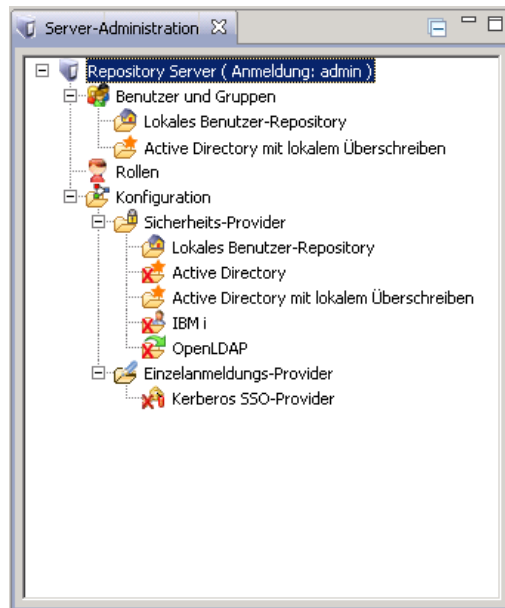 Server-Administration
Repository Server ( Anmeldung: admin )
Benutzer und Gruppen
Lokales Benutzer-Repository
Active Directory mit lokalem Überschreiben
Rollen
Konfiguration
Sicherheits-Provider
Lokales Benutzer-Repository
Active Directory
Active Directory mit lokalem Überschreiben
IBM i
OpenLDAP
Einzelanmeldungs-Provider
Kerberos SSO-Provider